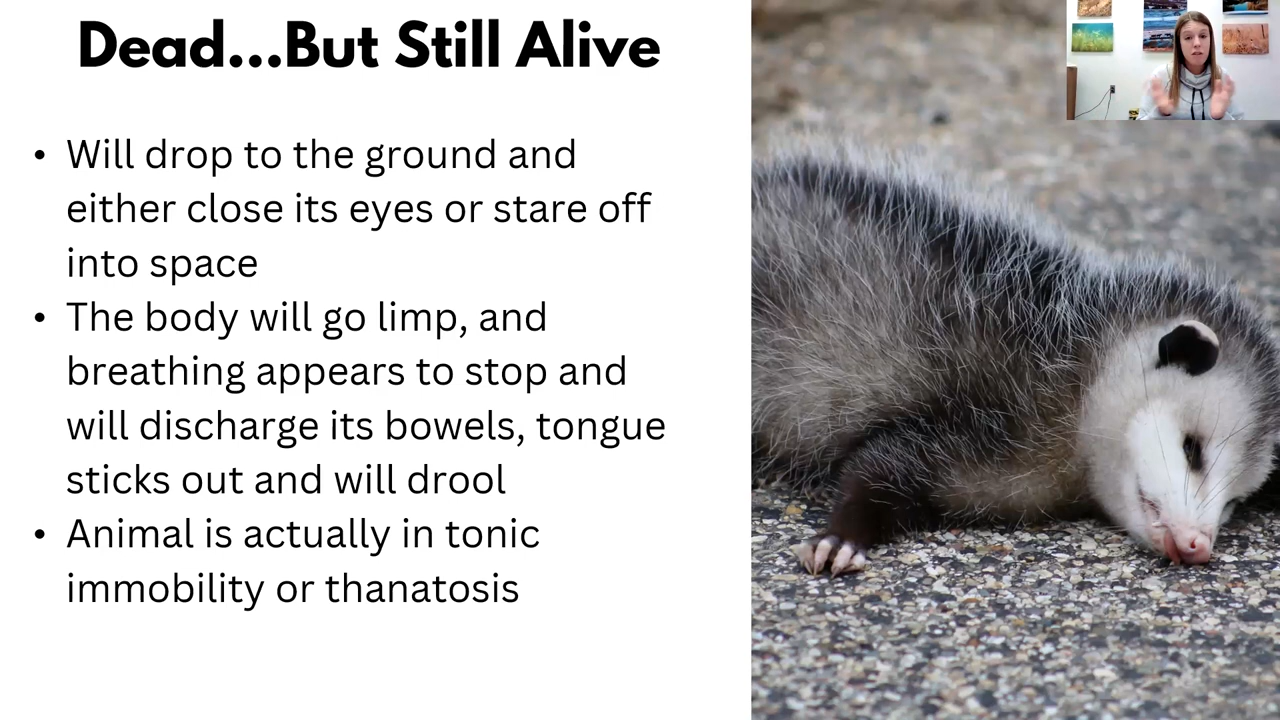 Dead...But Still Alive
• Will drop to the ground and
either close its eyes or stare off
into space
• The body will go limp, and
breathing appears to stop and
will discharge its bowels, tongue
sticks out and will drool
• Animal is actually in tonic
immobility or thanatosis